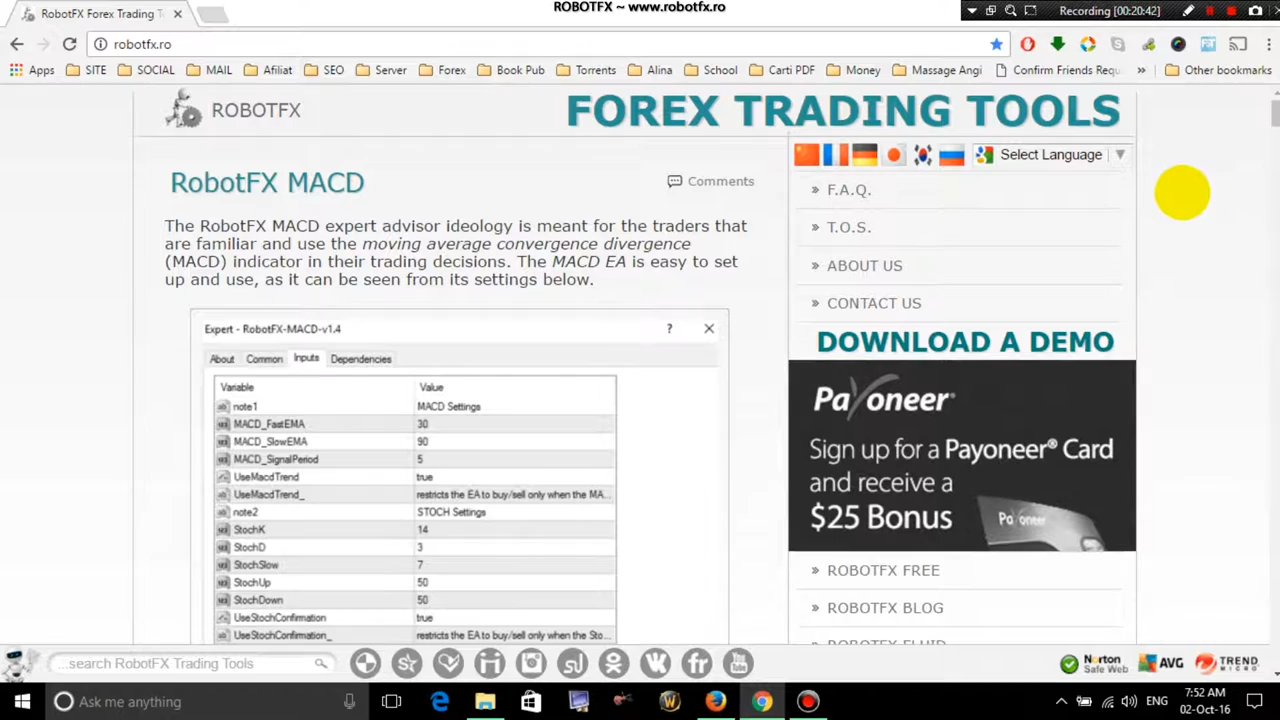 ROBOTFX ~ www.robotfx.ro
Recording [00:20:42]
RobotFX Forex Trading T
robotfx.ro
Apps
SITE
SOCIAL
MAIL
Afiliat
SEO
Server
Forex
Book Pub
Torrents
Alina
School
Carti PDF
Money
Massage Angi
Confirm Friends Requ
»
Other bookmarks
ROBOTFX
FOREX TRADING TOOLS
Select Language
RobotFX MACD
Comments
The RobotFX MACD expert advisor ideology is meant for the traders that
are familiar and use the moving average convergence divergence
(MACD) indicator in their trading decisions. The MACD EA is easy to set
up and use, as it can be seen from its settings below.
Expert - RobotFX-MACD-v1.4
?
About
Common
Inputs
Dependencies
Variable Value
note1 MACD Settings
MACD_FastEMA 30
MACD_SlowEMA 90
MACD_SignalPeriod 5
UseMacdTrend true
UseMacdTrend_ restricts the EA to buy/sell only when the MA...
note2 STOCH Settings
StochK 14
StochD 3
StochSlow 7
StochUp 50
StochDown 50
UseStochConfirmation true
UseStochConfirmation_ restricts the EA to buy/sell only when the Sto...
» F.A.Q.
» T.O.S.
» ABOUT US
» CONTACT US
DOWNLOAD A DEMO
Payoneer
Sign up for a Payoneer® Card
and receive a
$25 Bonus
Payoneer
» ROBOTFX FREE
» ROBOTFX BLOG
ROBOTFX FLUID
...search RobotFX Trading Tools
You Tube
Norton
Safe Web
AVG
TREND
MICRO
Ask me anything
ENG
7:52 AM
02-Oct-16